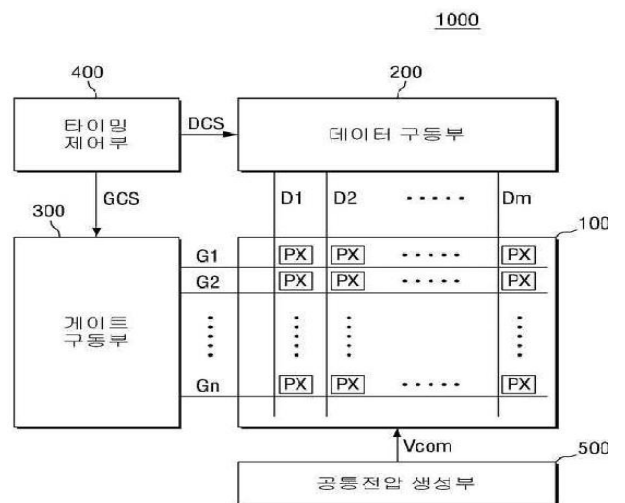 1000
400
200
타이밍
제어부
DCS
데이터 구동부
GCS
300
D1 D2 ····· Dm
100
G1 PX PX ····· PX
G2 PX PX ····· PX
게이트
구동부
Gn PX PX ····· PX
Vcom
500
공통전압 생성부